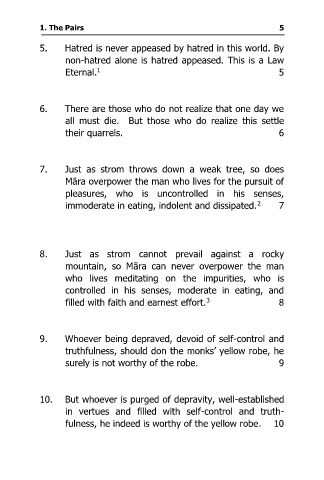 1. The Pairs 5
5. Hatred is never appeased by hatred in this world. By
non-hatred alone is hatred appeased. This is a Law
Eternal.1 5
6. There are those who do not realize that one day we
all must die. But those who do realize this settle
their quarrels. 6
7. Just as strom throws down a weak tree, so does
Māra overpower the man who lives for the pursuit of
pleasures, who is uncontrolled in his senses,
immoderate in eating, indolent and dissipated.2 7
8. Just as strom cannot prevail against a rocky
mountain, so Māra can never overpower the man
who lives meditating on the impurities, who is
controlled in his senses, moderate in eating, and
filled with faith and earnest effort.3 8
9. Whoever being depraved, devoid of self-control and
truthfulness, should don the monks’ yellow robe, he
surely is not worthy of the robe. 9
10. But whoever is purged of depravity, well-established
in vertues and filled with self-control and truth-
fulness, he indeed is worthy of the yellow robe. 10